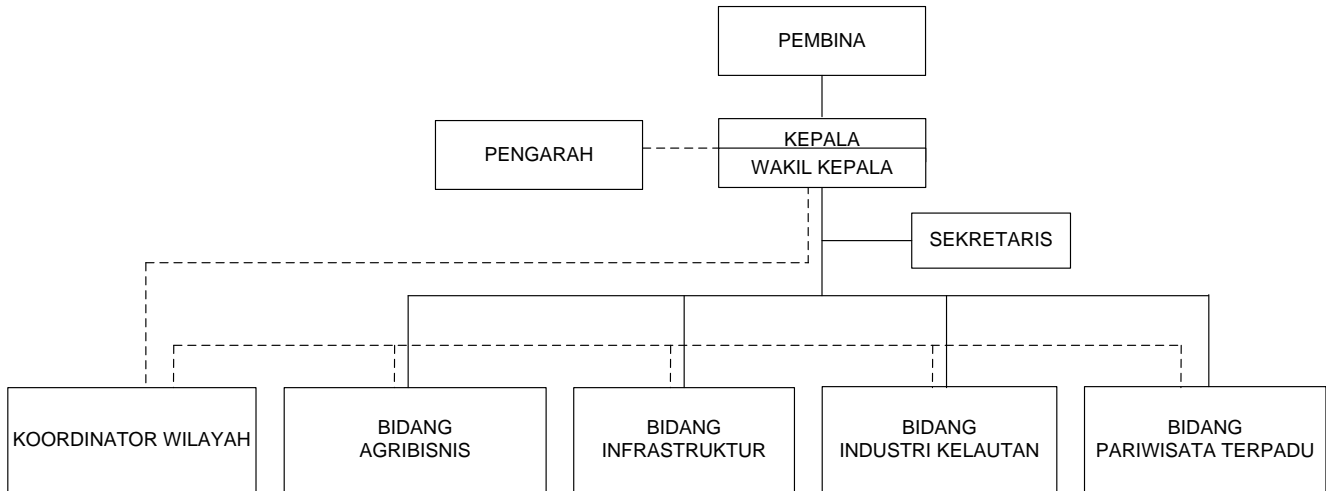 PEMBINA
KEPALA
PENGARAH
WAKIL KEPALA
SEKRETARIS
KOORDINATOR WILAYAH
BIDANG
AGRIBISNIS
BIDANG
INFRASTRUKTUR
BIDANG
INDUSTRI KELAUTAN
BIDANG
PARIWISATA TERPADU